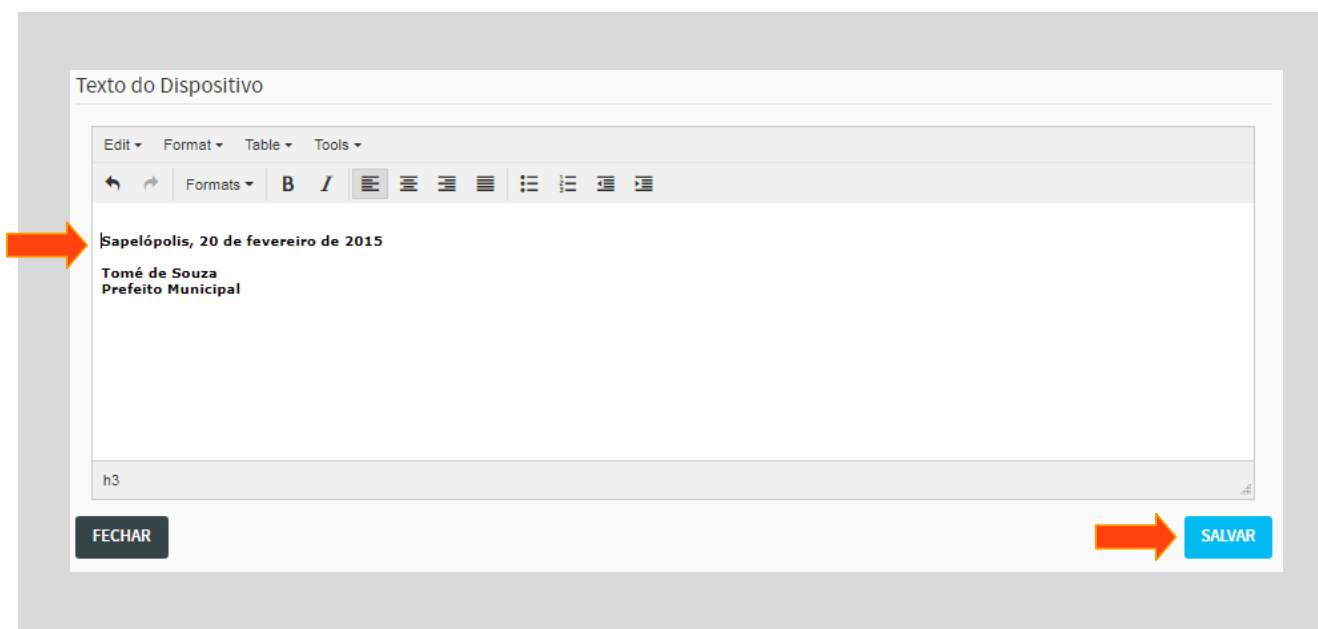 Texto do Dispositivo
Edit Format Table Tools
Formats B I
Sapelópolis, 20 de fevereiro de 2015
Tomé de Souza
Prefeito Municipal
h3
FECHAR SALVAR